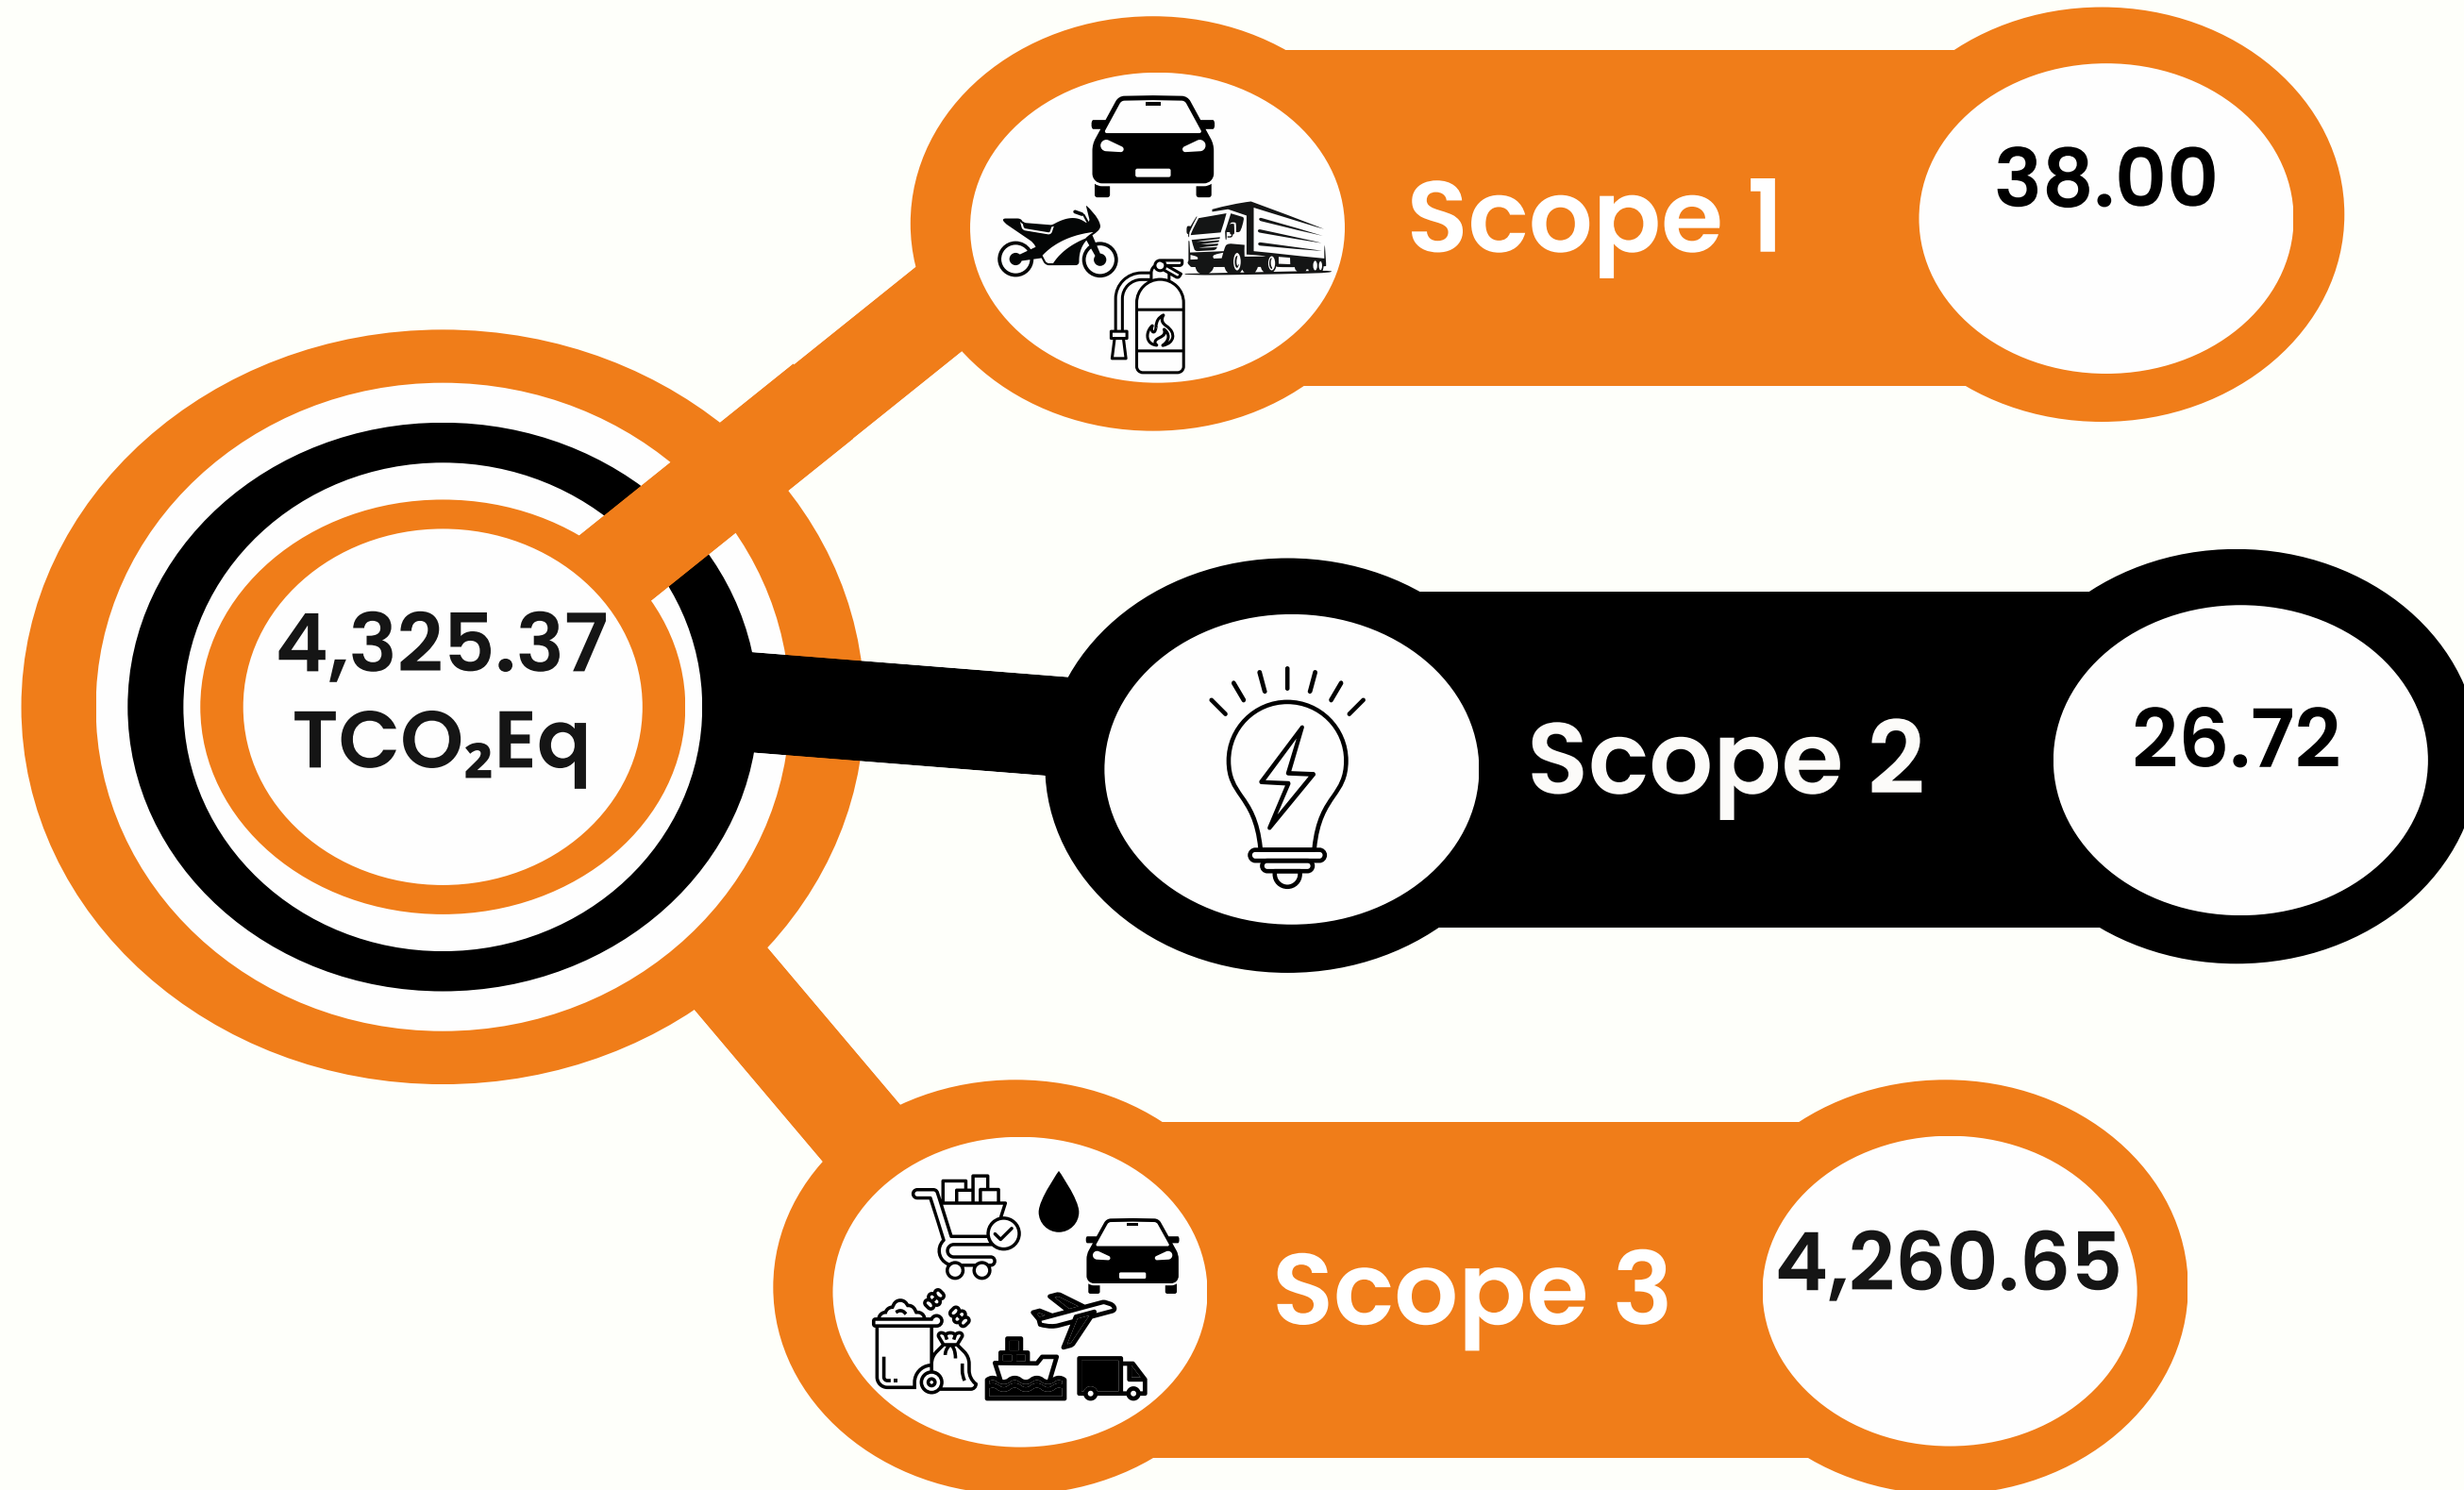 Scope 1
38.00
4,325.37
TCO₂Eq
Scope 2
26.72
Scope 3
4,260.65